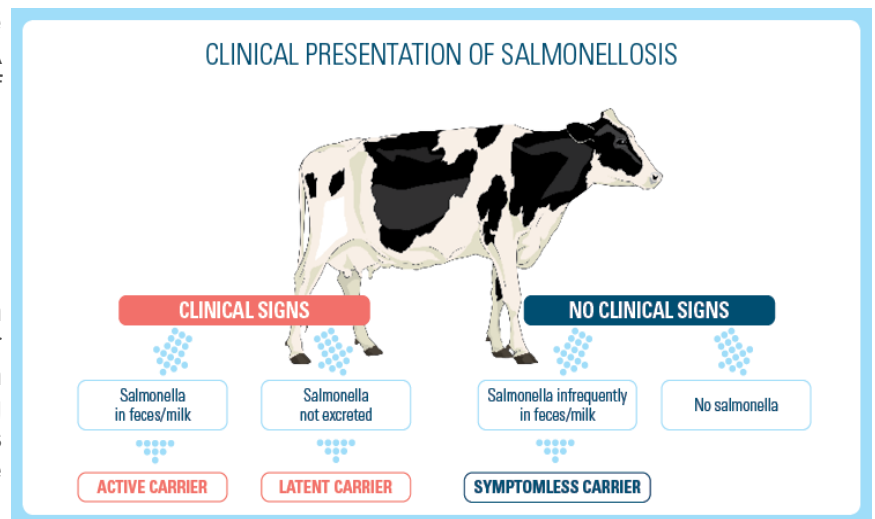 CLINICAL PRESENTATION OF SALMONELLOSIS
CLINICAL SIGNS
NO CLINICAL SIGNS
Salmonella
in feces/milk
Salmonella
not excreted
Salmonella infrequently
in feces/milk
No salmonella
ACTIVE CARRIER
LATENT CARRIER
SYMPTOMLESS CARRIER